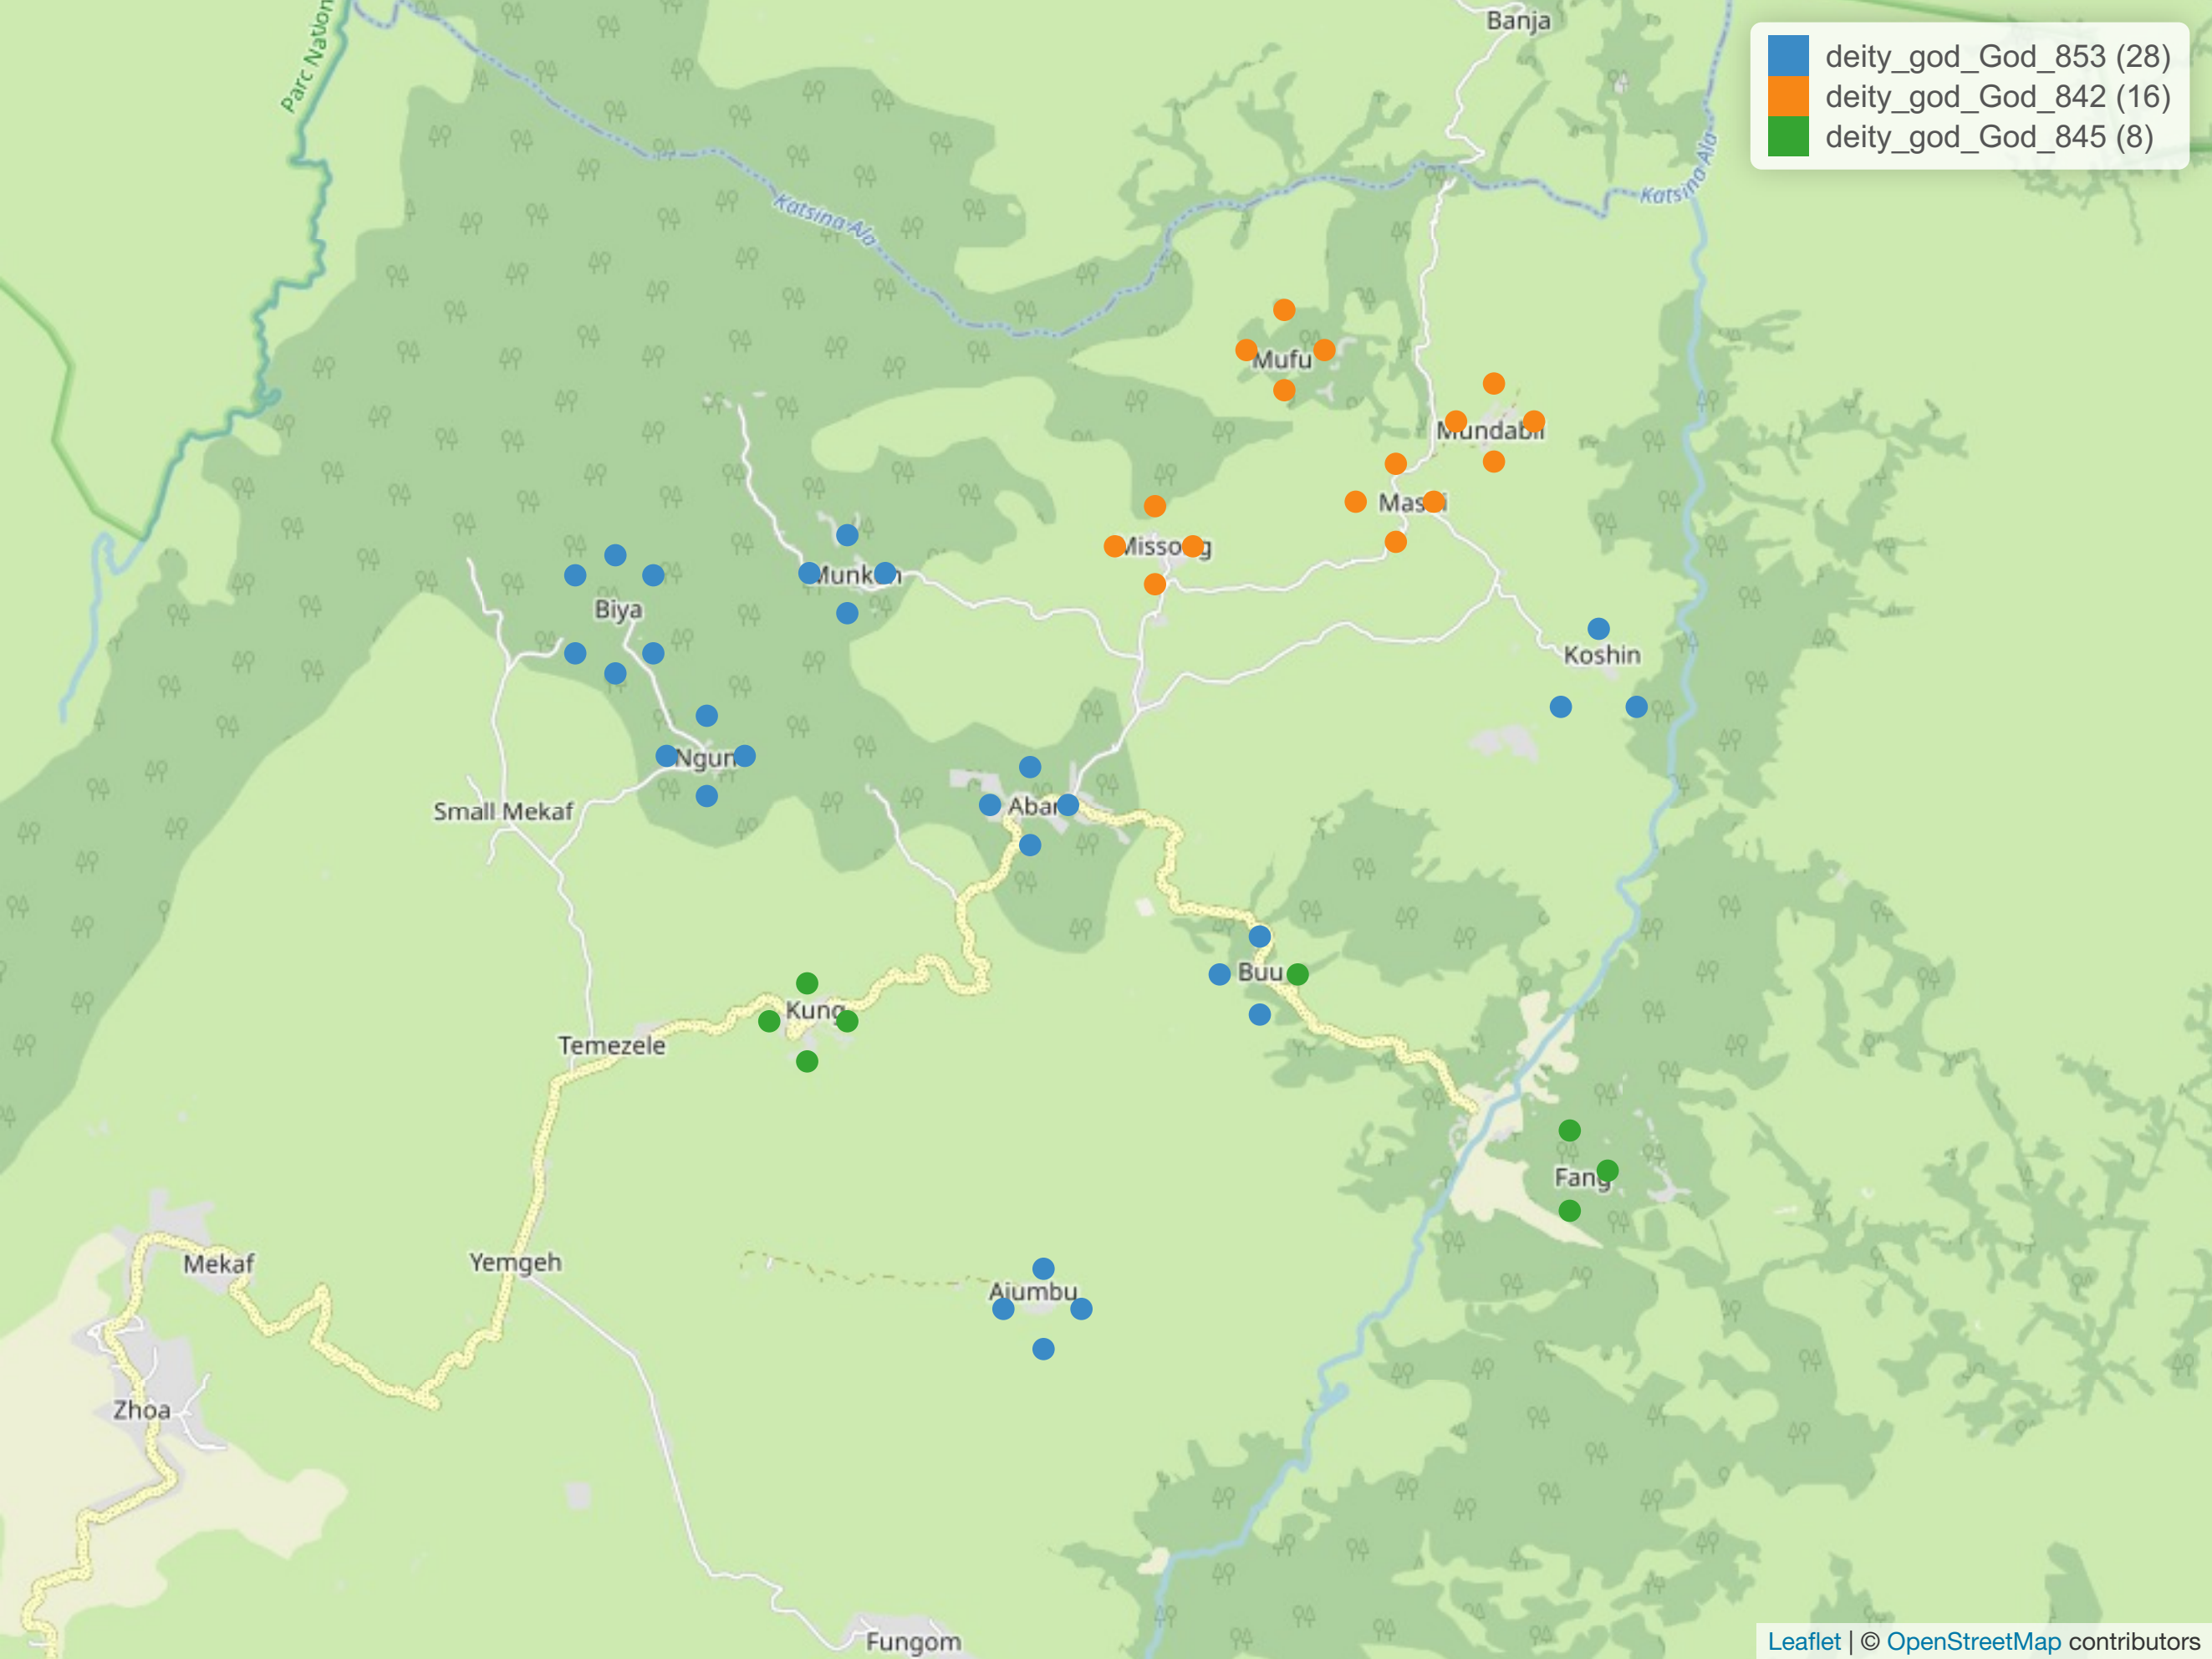 Banja
Parc Nation
deity_god_God_853 (28)
deity_god_God_842 (16)
deity_god_God_845 (8)
Katsina-Ala
Katsina Ala
Mufu
Missong
Biya
Koshin
Small Mekaf
Buu
Kung
Temezele
Fang
Mekaf
Yemgeh
Zhoa
Fungom
Leaflet | © OpenStreetMap contributors